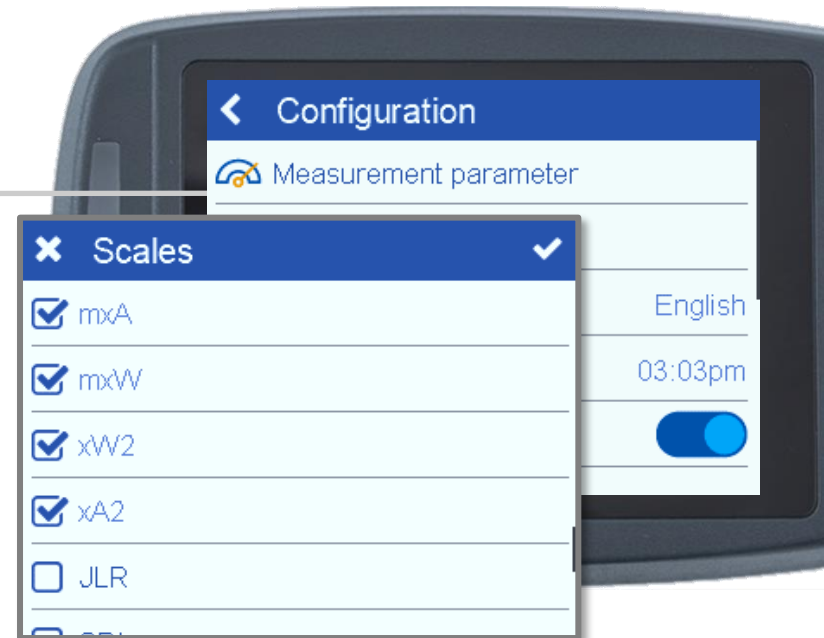 Configuration
Measurement parameter
English
03:03pm
Scales
mxA
mxW
xW2
xA2
JLR